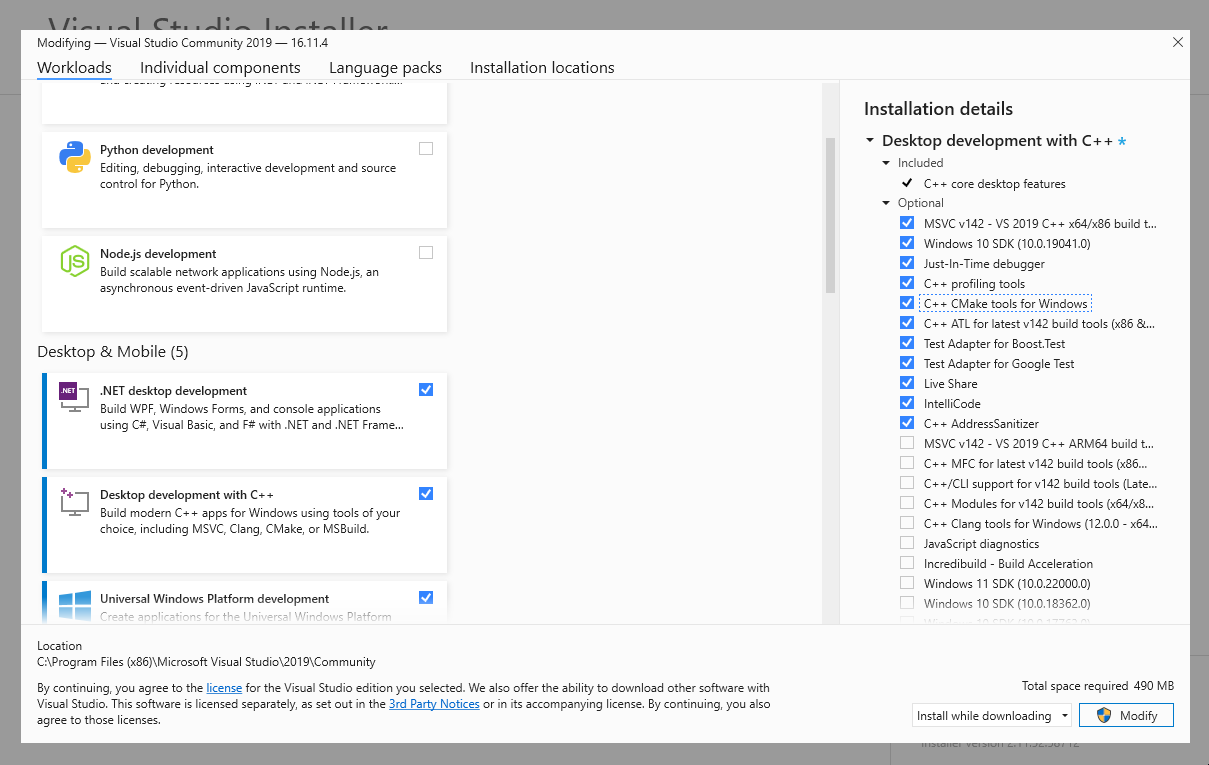 Visual Studio Installer
Modifying — Visual Studio Community 2019 — 16.11.4
Workloads
Individual components
Language packs
Installation locations
Python development
Editing, debugging, interactive development and source
control for Python.
Node.js development
Build scalable network applications using Node.js, an
asynchronous event-driven JavaScript runtime.
Desktop & Mobile (5)
.NET
.NET desktop development
Build WPF, Windows Forms, and console applications
using C#, Visual Basic, and F# with .NET and .NET Frame...
Desktop development with C++
Build modern C++ apps for Windows using tools of your
choice, including MSVC, Clang, CMake, or MSBuild.
Universal Windows Platform development
Create applications for the Universal Windows Platform
Installation details
Desktop development with C++ *
Included
C++ core desktop features
Optional
MSVC v142 - VS 2019 C++ x64/x86 build t...
Windows 10 SDK (10.0.19041.0)
Just-In-Time debugger
C++ profiling tools
C++ CMake tools for Windows
C++ ATL for latest v142 build tools (x86 &...
Test Adapter for Boost.Test
Test Adapter for Google Test
Live Share
IntelliCode
C++ AddressSanitizer
MSVC v142 - VS 2019 C++ ARM64 build t...
C++ MFC for latest v142 build tools (x86...
C++/CLI support for v142 build tools (Late...
C++ Modules for v142 build tools (x64/x8...
C++ Clang tools for Windows (12.0.0 - x64...
JavaScript diagnostics
Incredibuild - Build Acceleration
Windows 11 SDK (10.0.22000.0)
Windows 10 SDK (10.0.18362.0)
Location
C:\Program Files (x86)\Microsoft Visual Studio\2019\Community
By continuing, you agree to the license for the Visual Studio edition you selected. We also offer the ability to download other software with
Visual Studio. This software is licensed separately, as set out in the 3rd Party Notices or in its accompanying license. By continuing, you also
agree to those licenses.
Total space required 490 MB
Install while downloading
Modify